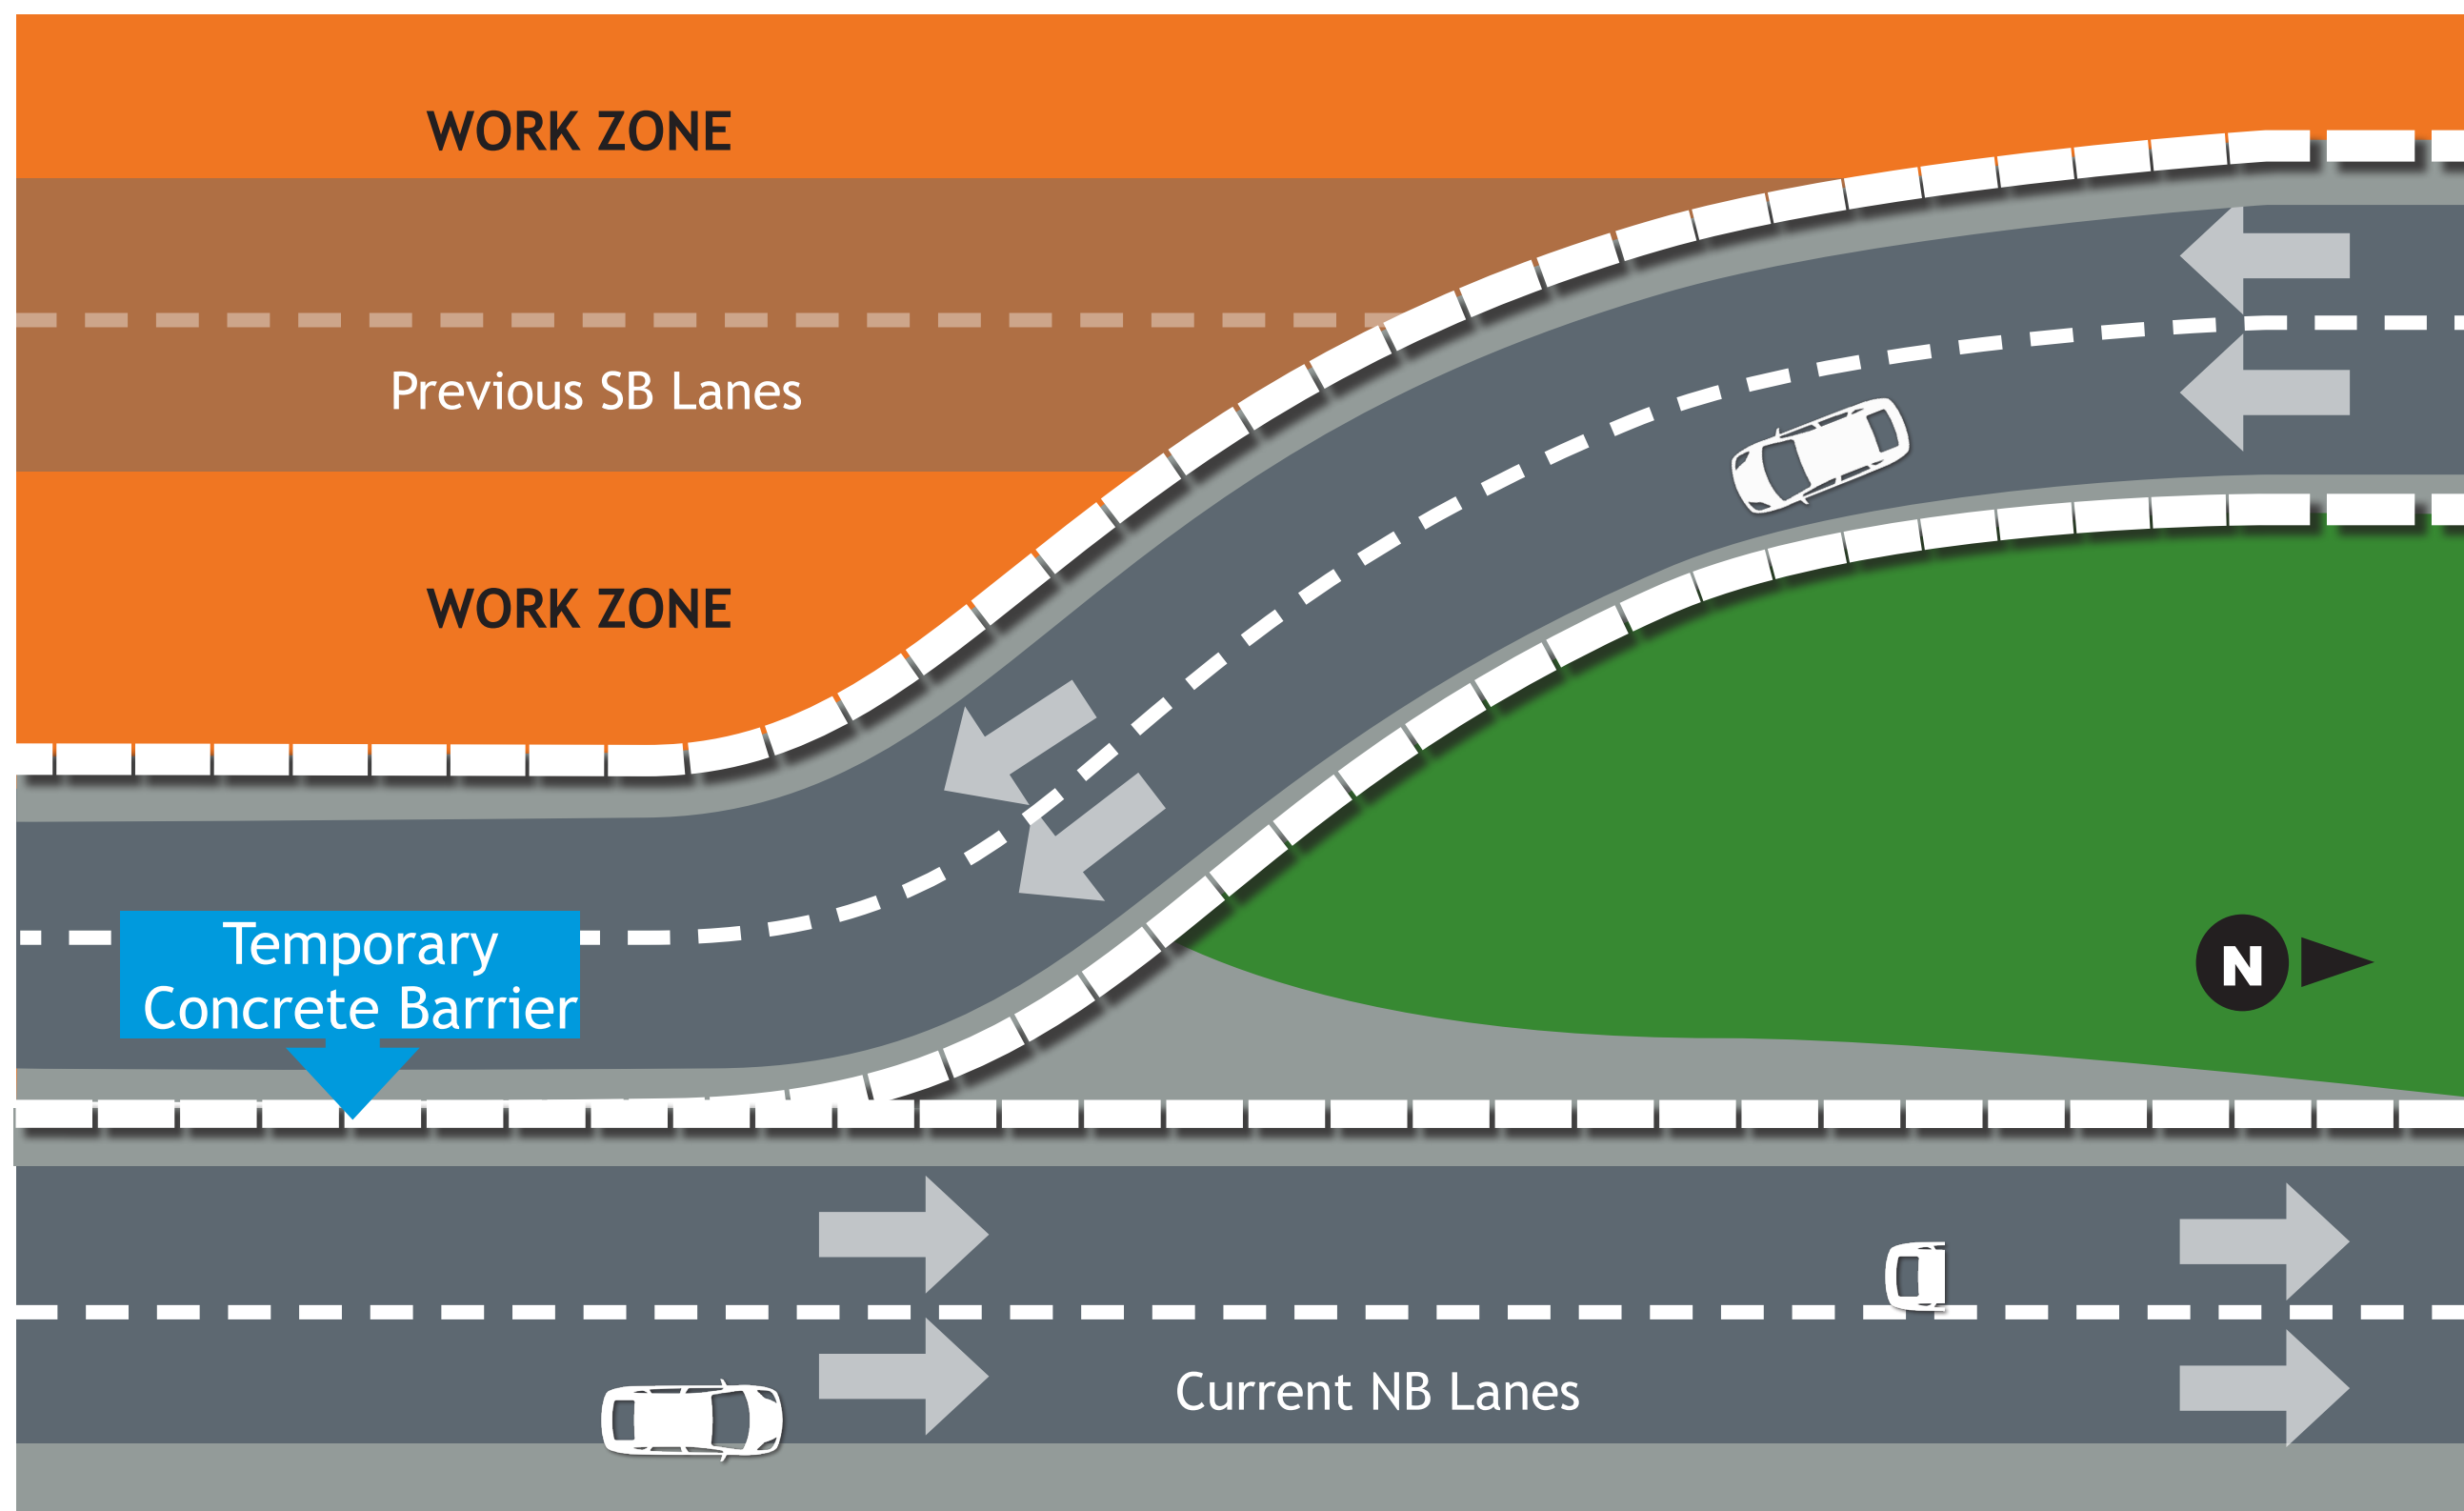 WORK ZONE
Previous SB Lanes
WORK ZONE
Temporary
Concrete Barrier
N
Current NB Lanes